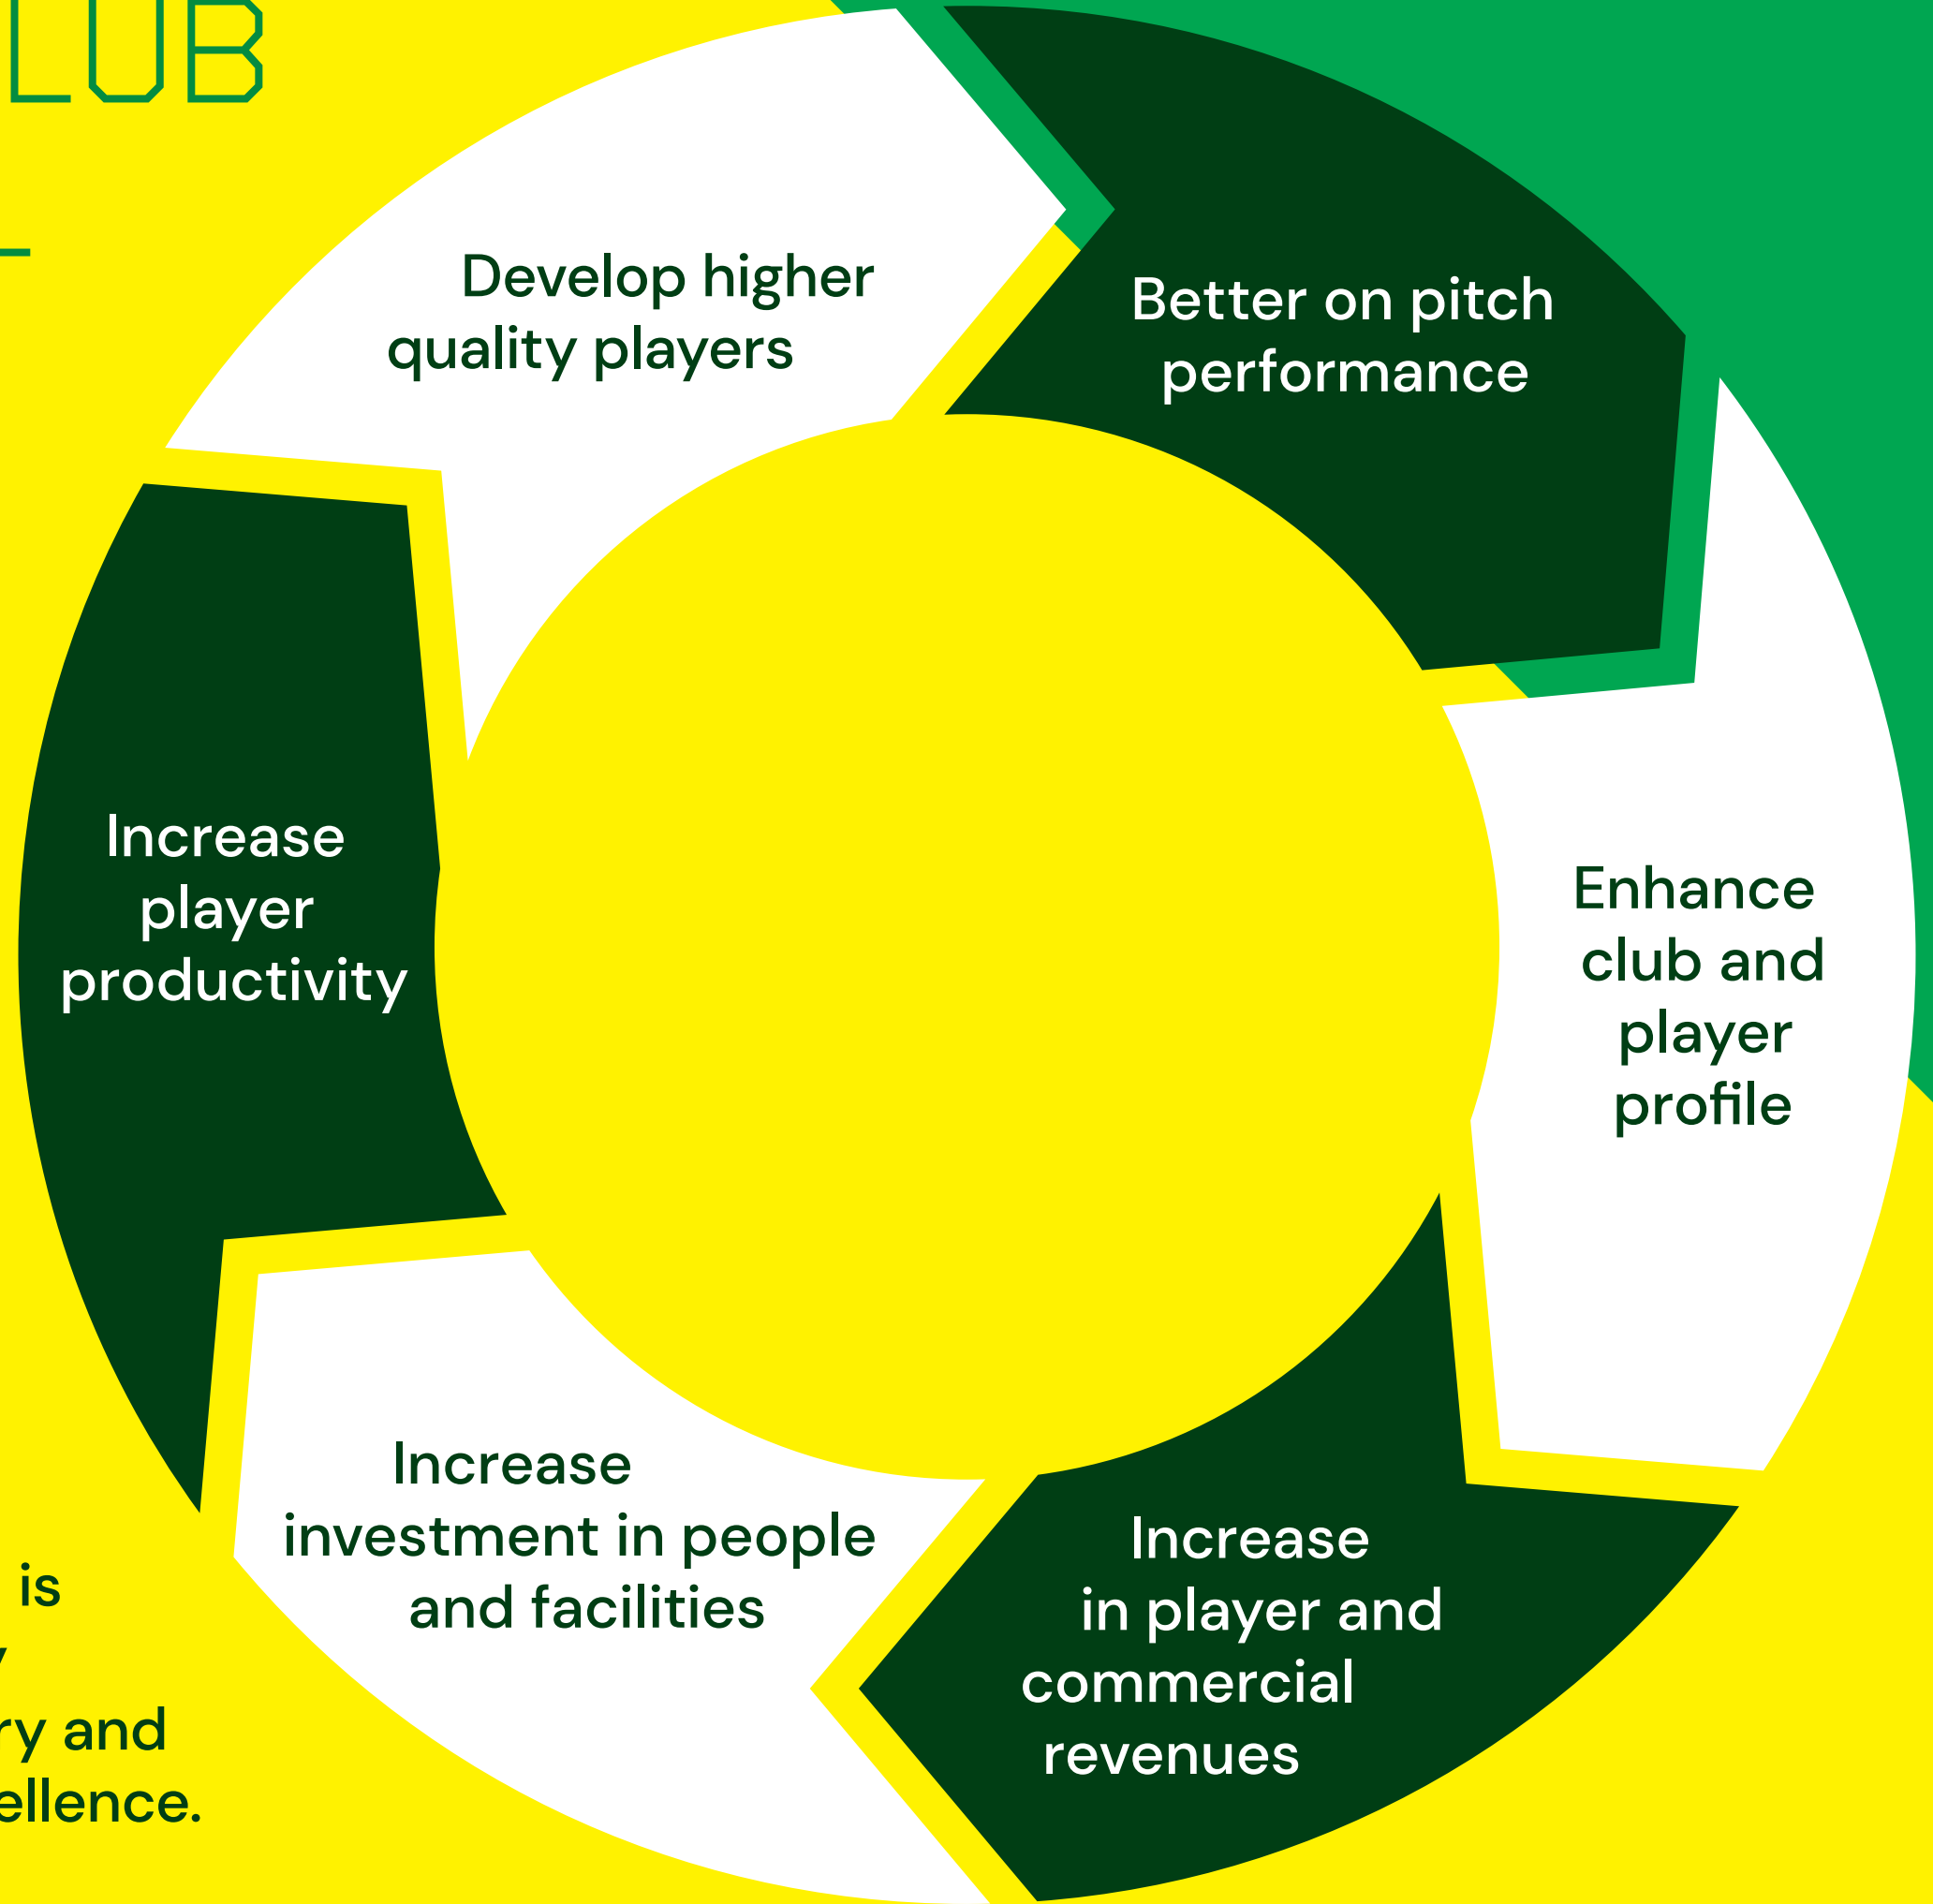 LUB
Develop higher
quality players
Better on pitch
performance
Enhance
club and
player
profile
Increase
in player and
commercial
revenues
Increase
investment in people
and facilities
Increase
player
productivity
is
ry and
ellence.